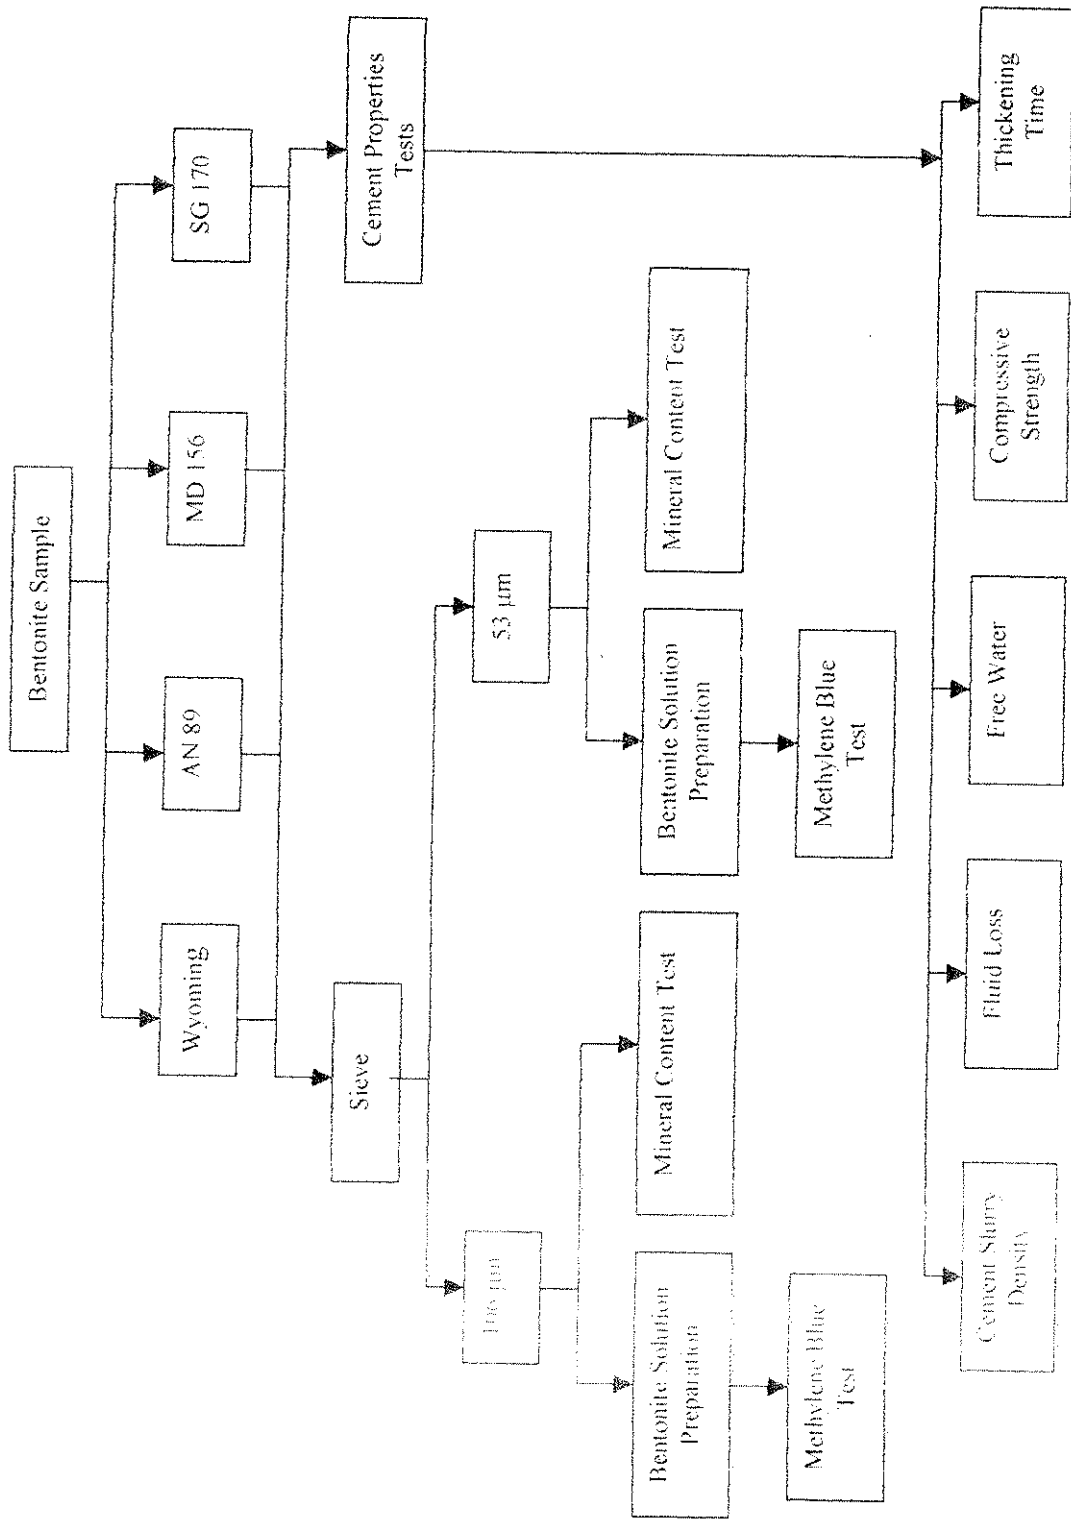 Bentonite Sample
Wyoming
AN 89
MD 156
SG 170
Sieve
Cement Properties
Tests
106 µm
53 µm
Bentonite Solution
Preparation
Mineral Content Test
Bentonite Solution
Preparation
Mineral Content Test
Methylene Blue
Test
Methylene Blue
Test
Cement Slurry
Density
Fluid Loss
Free Water
Compressive
Strength
Thickening
Time